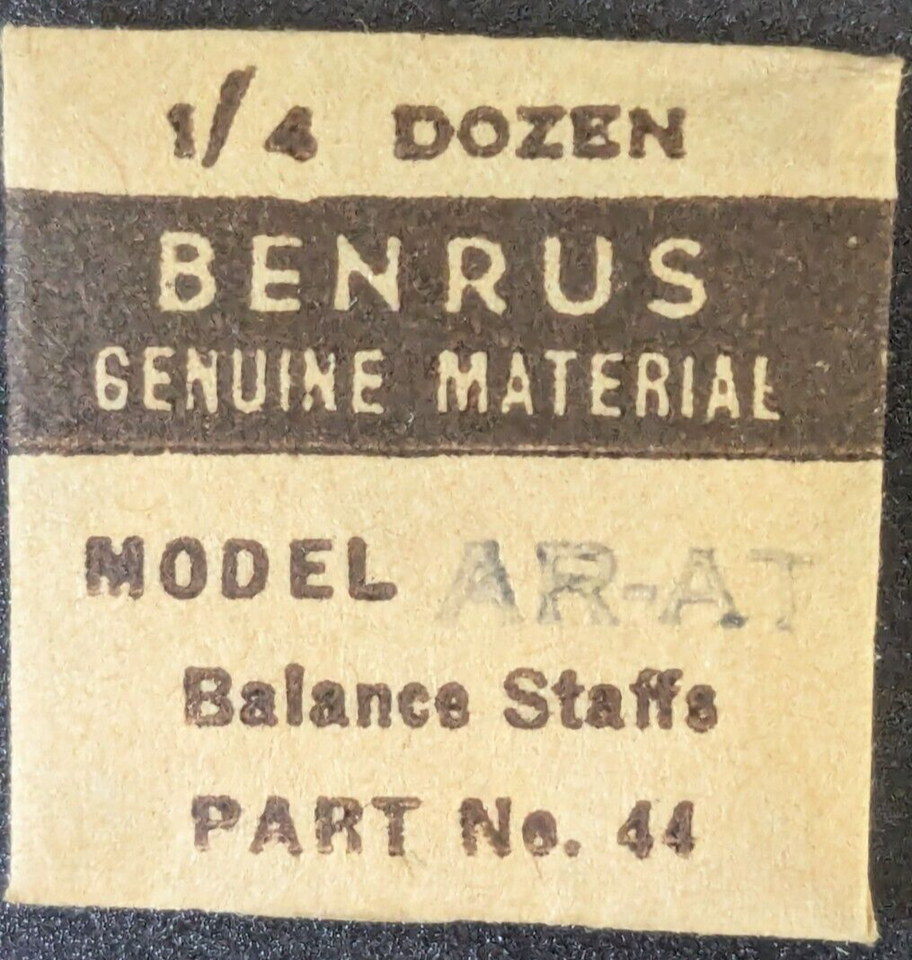 1/4 DOZEN
BENRUS
GENUINE MATERIAL
MODEL AR-AT
Balance Staffs
PART No. 44